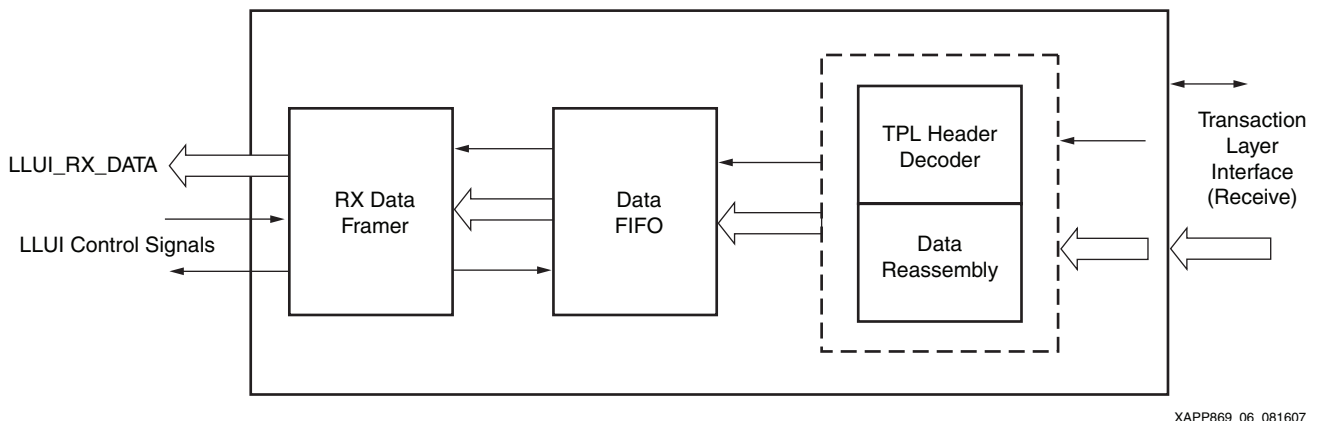 LLUI_RX_DATA
LLUI Control Signals
RX Data
Framer
Data
FIFO
TPL Header
Decoder
Data
Reassembly
Transaction
Layer
Interface
(Receive)
XAPP869_06_081607